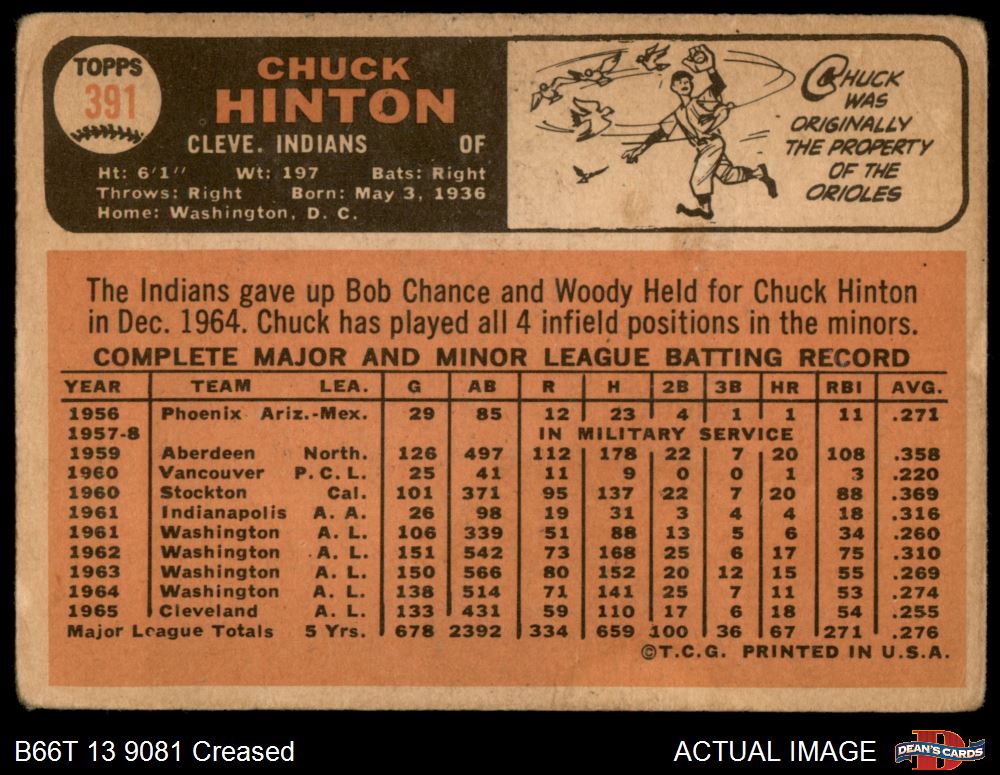 TOPPS
391
CHUCK
HINTON
CLEVE. INDIANS OF
Ht: 6'1" Wt: 197 Bats: Right
Throws: Right Born: May 3, 1936
Home: Washington, D. C.
CHUCK
WAS
ORIGINALLY
THE PROPERTY
OF THE
ORIOLES
The Indians gave up Bob Chance and Woody Held for Chuck Hinton
in Dec. 1964. Chuck has played all 4 infield positions in the minors.
COMPLETE MAJOR AND MINOR LEAGUE BATTING RECORD
YEAR TEAM LEA. G AB R H 2B 3B HR RBI AVG.
1956 Phoenix Ariz.-Mex. 29 85 12 23 4 1 1 11 .271
1957-8 IN MILITARY SERVICE
1959 Aberdeen North. 126 497 112 178 22 7 20 108 .358
1960 Vancouver P.C.L. 25 41 11 9 0 0 1 3 .220
1960 Stockton Cal. 101 371 95 137 22 7 20 88 .369
1961 Indianapolis A. A. 26 98 19 31 3 4 4 18 .316
1961 Washington A. L. 106 339 51 88 13 5 6 34 .260
1962 Washington A. L. 151 542 73 168 25 6 17 75 .310
1963 Washington A. L. 150 566 80 152 20 12 15 55 .269
1964 Washington A. L. 138 514 71 141 25 7 11 53 .274
1965 Cleveland A. L. 133 431 59 110 17 6 18 54 .255
Major League Totals 5 Yrs. 678 2392 334 659 100 36 67 271 .276
©T.C.G. PRINTED IN U.S.A.
B66T 13 9081 Creased
ACTUAL IMAGE
DEAN'S CARDS